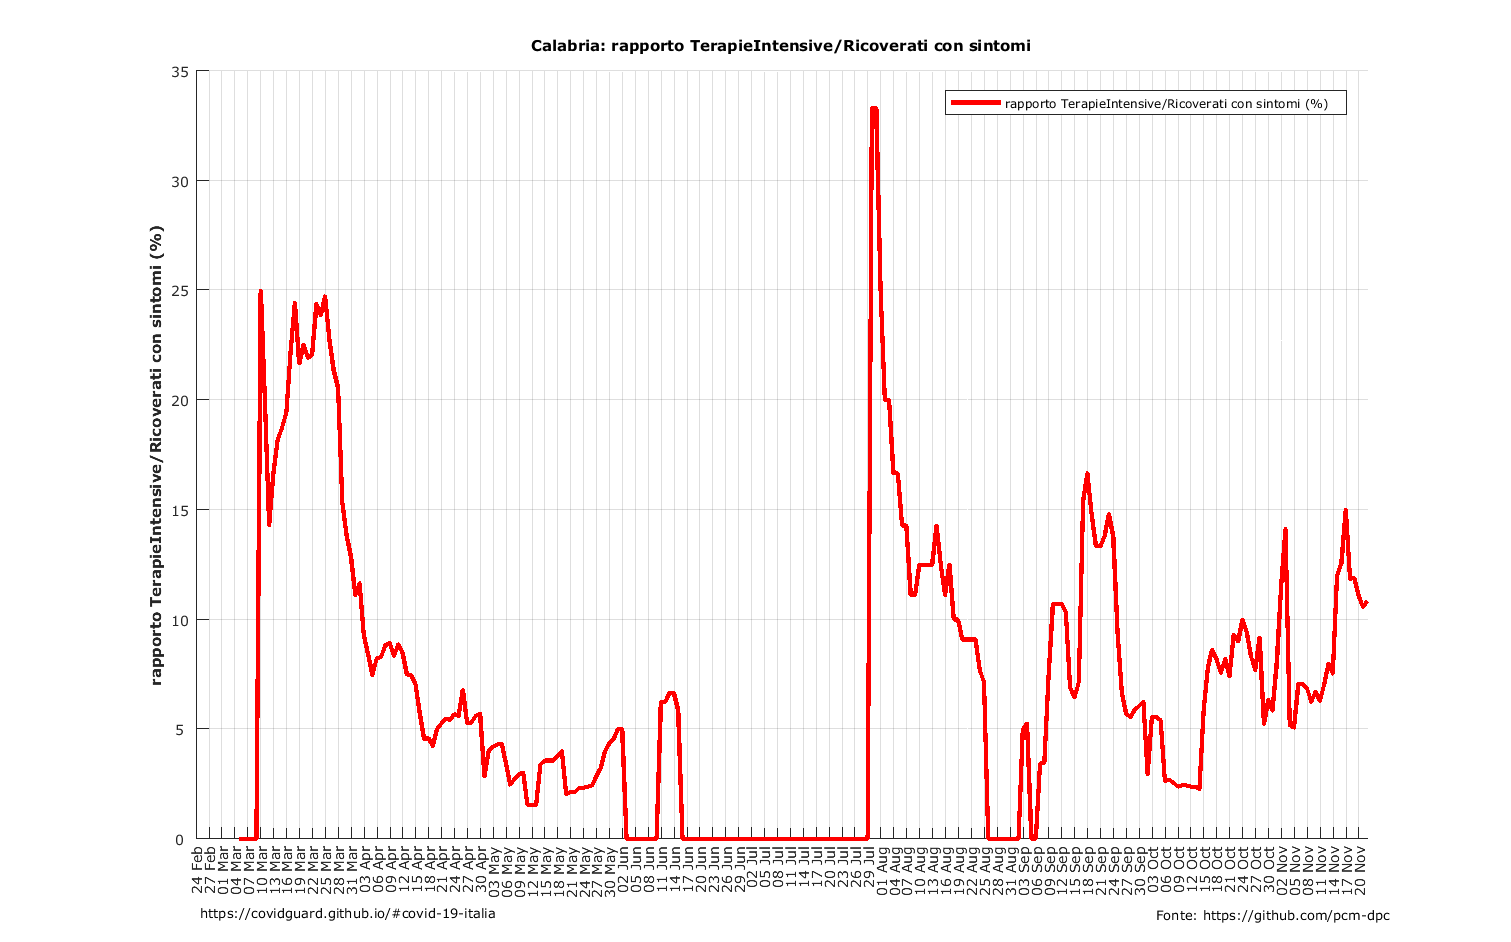 Calabria: rapporto TerapieIntensive/Ricoverati con sintomi
rapporto TerapieIntensive/Ricoverati con sintomi (%)
rapporto TerapieIntensive/Ricoverati con sintomi (%)
35
30
25
20
15
10
5
0
24 Feb
27 Feb
01 Mar
04 Mar
07 Mar
10 Mar
13 Mar
16 Mar
19 Mar
22 Mar
25 Mar
28 Mar
31 Mar
03 Apr
06 Apr
09 Apr
12 Apr
15 Apr
18 Apr
21 Apr
24 Apr
27 Apr
30 Apr
03 May
06 May
09 May
12 May
15 May
18 May
21 May
24 May
27 May
30 May
02 Jun
05 Jun
08 Jun
11 Jun
14 Jun
17 Jun
20 Jun
23 Jun
26 Jun
29 Jun
02 Jul
05 Jul
08 Jul
11 Jul
14 Jul
17 Jul
20 Jul
23 Jul
26 Jul
29 Jul
01 Aug
04 Aug
07 Aug
10 Aug
13 Aug
16 Aug
19 Aug
22 Aug
25 Aug
28 Aug
31 Aug
03 Sep
06 Sep
09 Sep
12 Sep
15 Sep
18 Sep
21 Sep
24 Sep
27 Sep
30 Sep
03 Oct
06 Oct
09 Oct
12 Oct
15 Oct
18 Oct
21 Oct
24 Oct
27 Oct
30 Oct
02 Nov
05 Nov
08 Nov
11 Nov
14 Nov
17 Nov
20 Nov
https://covidguard.github.io/#covid-19-italia
Fonte: https://github.com/pcm-dpc